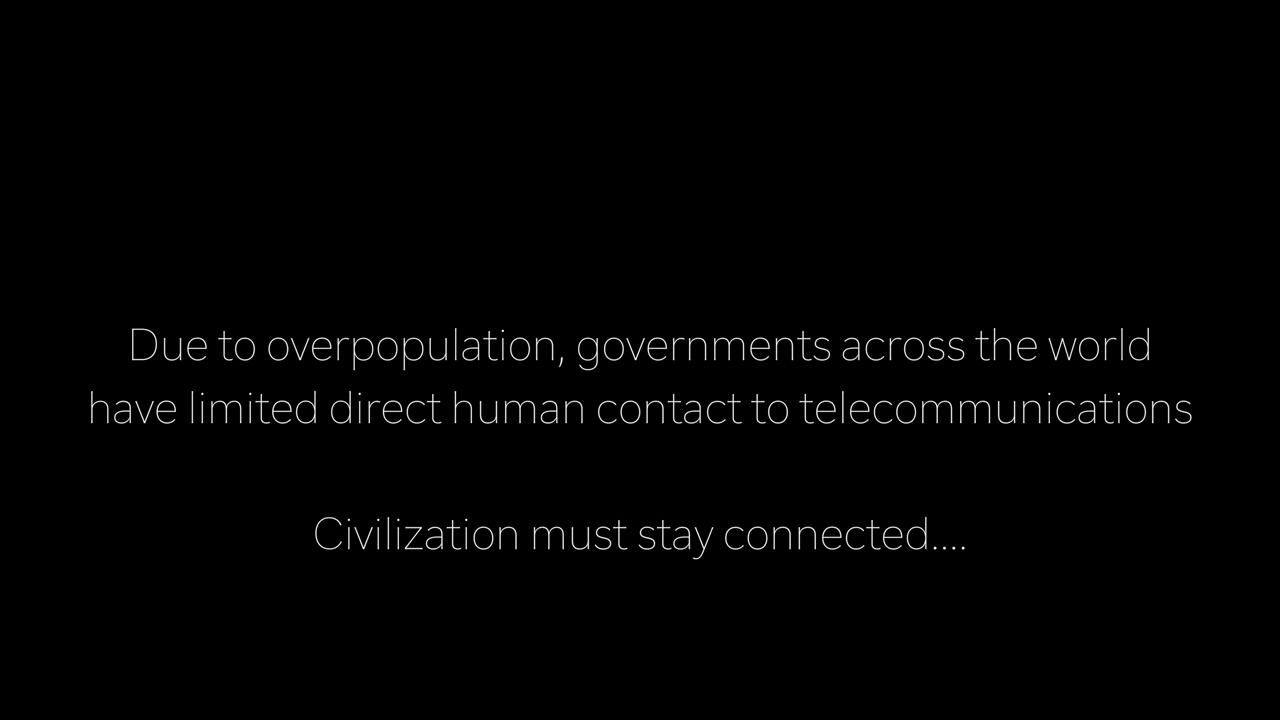 Due to overpopulation, governments across the world
have limited direct human contact to telecommunications
Civilization must stay connected....